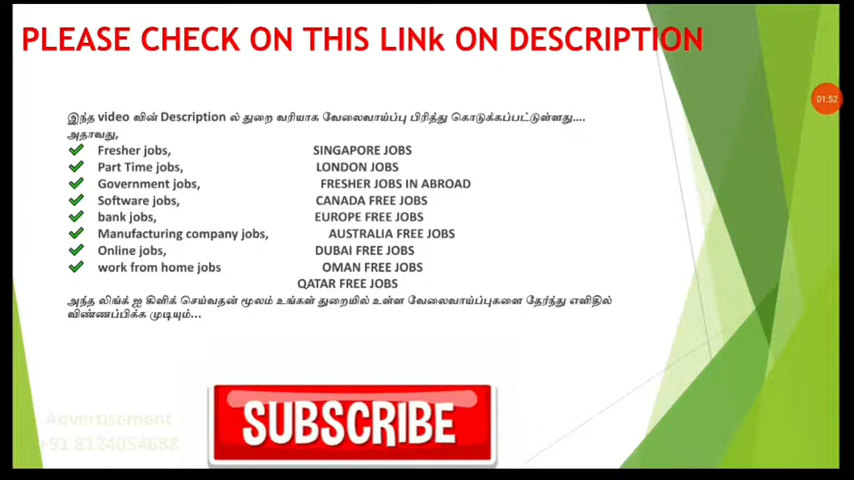 PLEASE CHECK ON THIS LINk ON DESCRIPTION
01:52
இந்த video வின் Description ல் துறை வரியாக வேலைவாய்ப்பு பிரித்து கொடுக்கப்பட்டுள்ளது....
அதாவது,
Fresher jobs, SINGAPORE JOBS
Part Time jobs, LONDON JOBS
Government jobs, FRESHER JOBS IN ABROAD
Software jobs, CANADA FREE JOBS
bank jobs, EUROPE FREE JOBS
Manufacturing company jobs, AUSTRALIA FREE JOBS
Online jobs, DUBAI FREE JOBS
work from home jobs OMAN FREE JOBS
QATAR FREE JOBS
அந்த லிங்க் ஐ கிளிக் செய்வதன் மூலம் உங்கள் துறையில் உள்ள வேலைவாய்ப்புகளை தேர்ந்து எளிதில்
விண்ணப்பிக்க முடியும்...
SUBSCRIBE
Advertisement
+91 8124054688